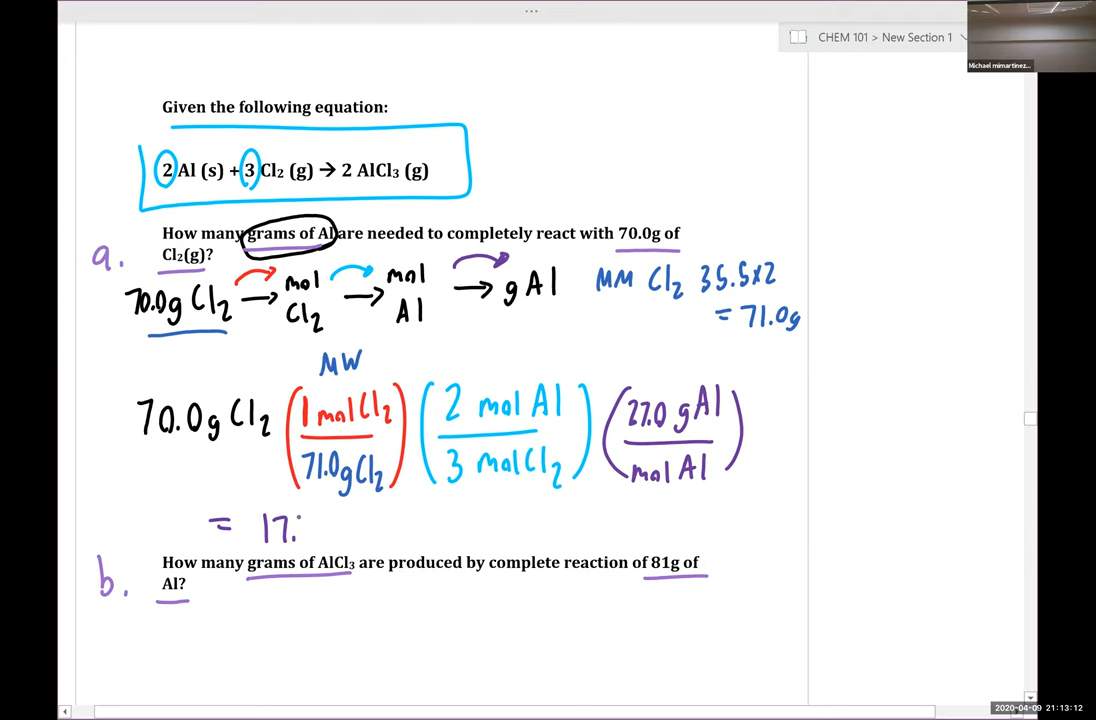 ...
CHEM 101 > New Section 1
Michael mimartinez...
Given the following equation:
2 Al (s) + 3 Cl₂ (g) → 2 AlCl₃ (g)
a.
How many grams of Al are needed to completely react with 70.0g of
Cl₂(g)?
70.0g Cl₂ → mol Cl₂ → mol Al → g Al
MM Cl₂ 35.5x2
= 71.0g
MW
70.0g Cl₂ (1 mol Cl₂ / 71.0g Cl₂) (2 mol Al / 3 mol Cl₂) (27.0 g Al / mol Al)
= 17.
b.
How many grams of AlCl₃ are produced by complete reaction of 81g of
Al?
2020-04-09 21:13:12